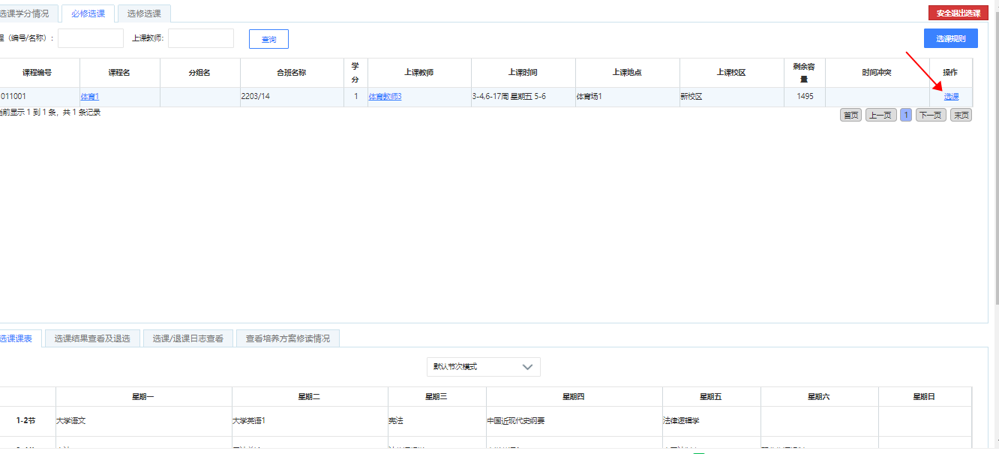 选课学分情况 必修选课 选修选课 安全退出选课
程（编号/名称）: 上课教师: 查询 选课规则
课程编号 课程名 分组名 合班名称 学分 上课教师 上课时间 上课地点 上课校区 剩余容量 时间冲突 操作
011001 体育1 2203/14 1 体育教师3 3-4,6-17周 星期五 5-6 体育场1 新校区 1495 选课
当前显示 1 到 1 条，共 1 条记录 首页 上一页 1 下一页 末页
选课课表 选课结果查看及退选 选课/退课日志查看 查看培养方案修读情况
默认节次模式
星期一 星期二 星期三 星期四 星期五 星期六 星期日
1-2节 大学语文 大学英语1 宪法 中国近现代史纲要 法律逻辑学